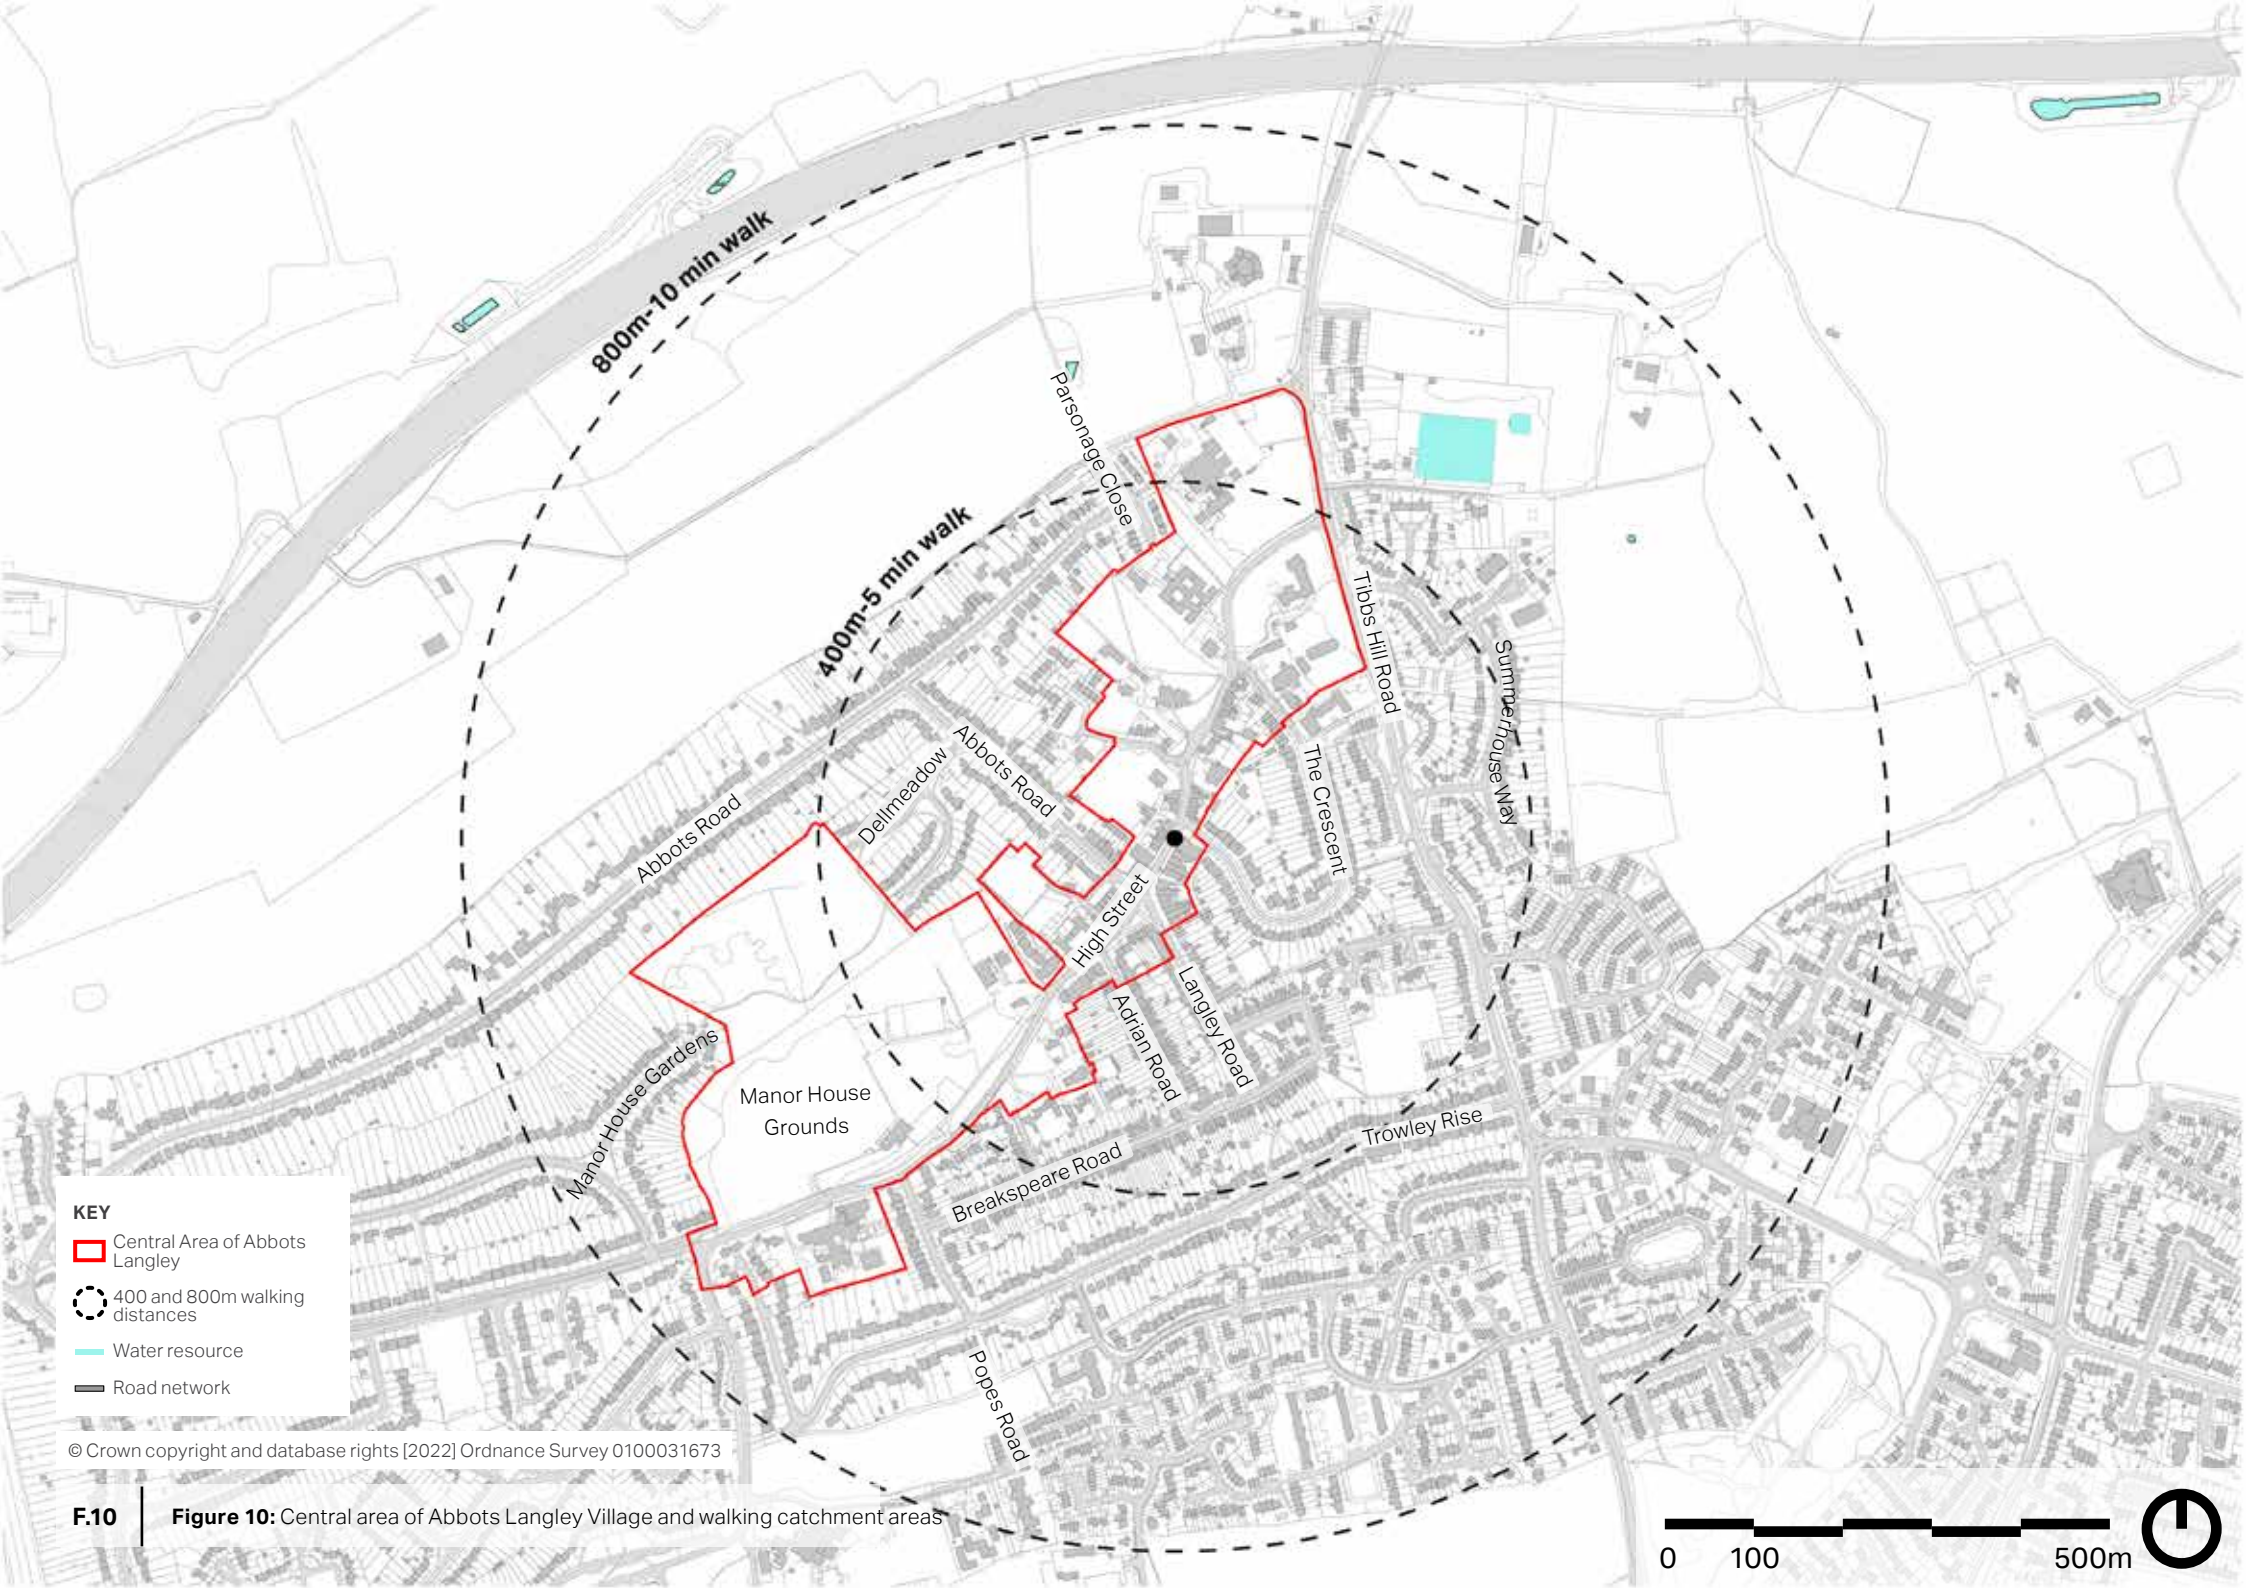 800m-10 min walk
Parsonage Close
400m-5 min walk
Tibbs Hill Road
Summerhouse Way
Abbots Road
Dellmeadow
The Crescent
Abbots Road
High Street
Langley Road
Adrian Road
Manor House Gardens
Manor House
Grounds
Trowley Rise
Breakspeare Road
Popes Road
KEY
Central Area of Abbots
Langley
400 and 800m walking
distances
Water resource
Road network
© Crown copyright and database rights [2022] Ordnance Survey 0100031673
F.10
Figure 10: Central area of Abbots Langley Village and walking catchment areas
0 100 500m